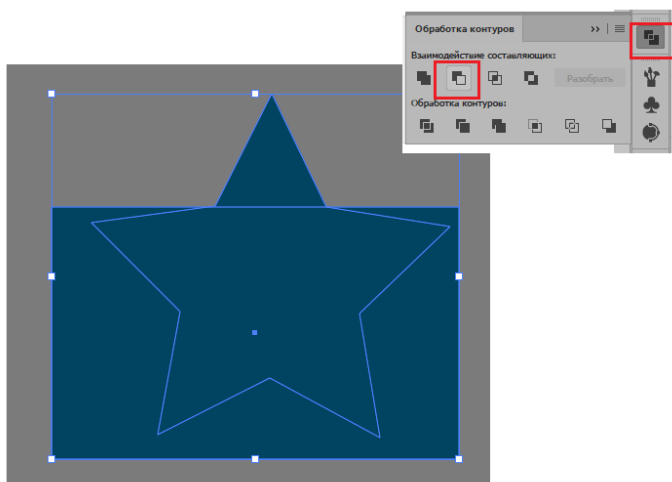 Обработка контуров
Взаимодействие составляющих:
Разобрать
Обработка контуров: